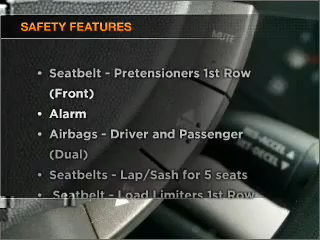 SAFETY FEATURES
MUTE
• Seatbelt - Pretensioners 1st Row
(Front)
• Alarm
• Airbags - Driver and Passenger
(Dual)
• Seatbelts - Lap/Sash for 5 seats
• Seatbelt - Load Limiters 1st Row